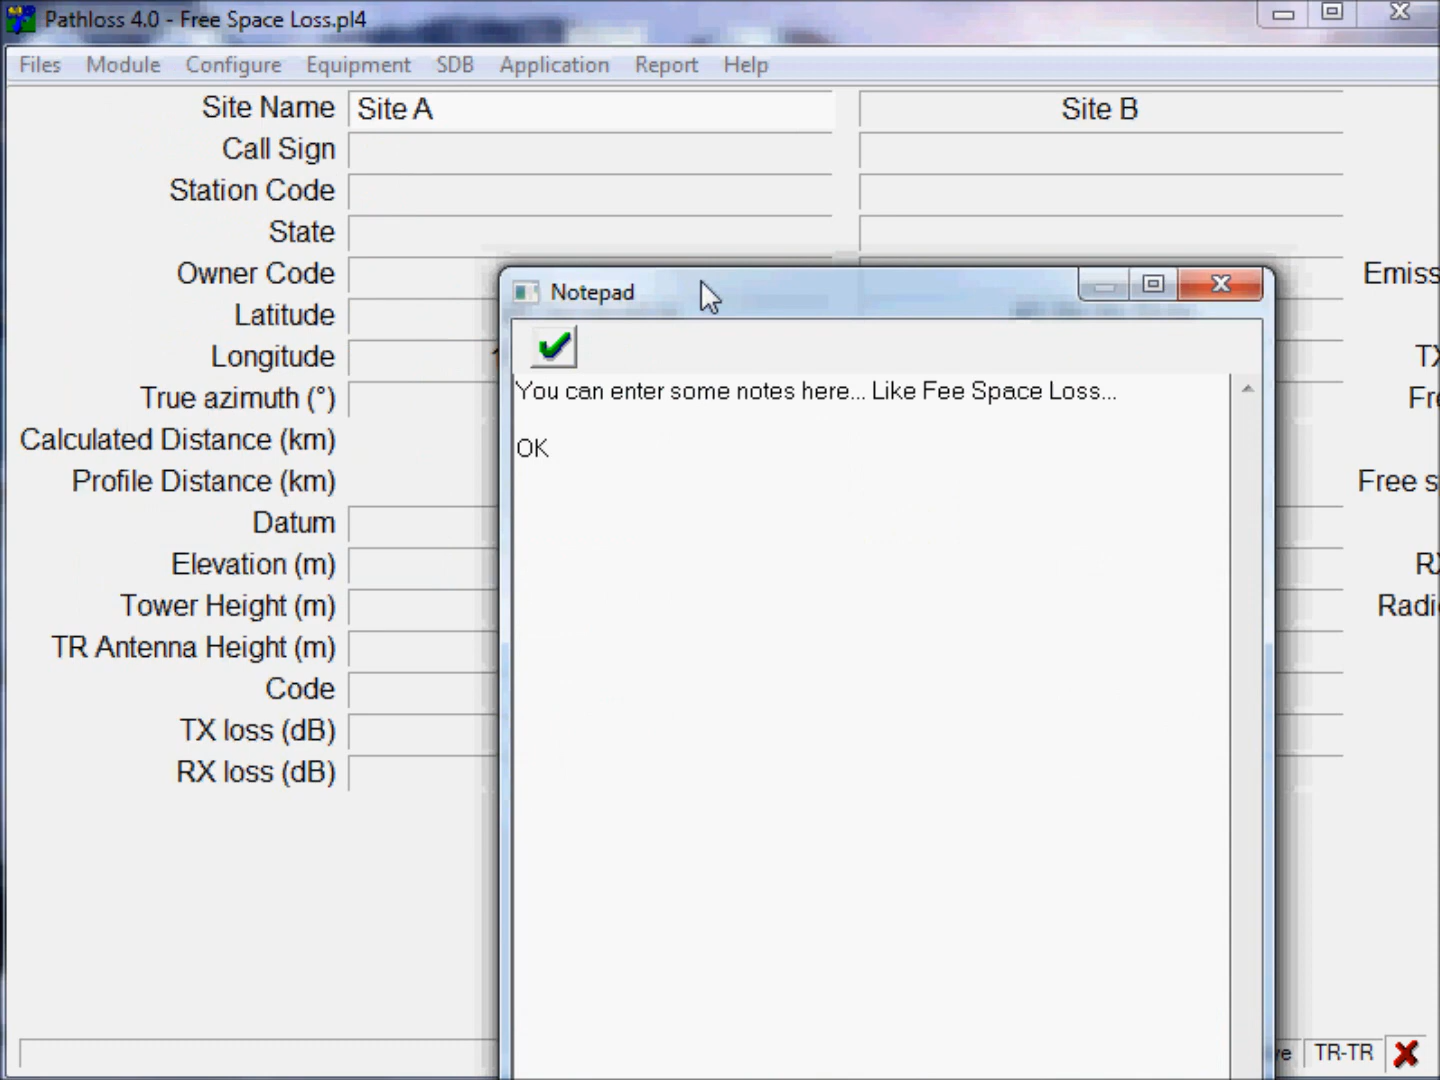 Pathloss 4.0 - Free Space Loss.pl4
Files Module Configure Equipment SDB Application Report Help
Site Name Site A Site B
Call Sign
Station Code
State
Owner Code
Latitude
Longitude
True azimuth (°)
Calculated Distance (km)
Profile Distance (km)
Datum
Elevation (m)
Tower Height (m)
TR Antenna Height (m)
Code
TX loss (dB)
RX loss (dB)
Notepad
You can enter some notes here... Like Fee Space Loss...
OK
Emiss
TX
Fre
Free s
RX
Radi
TR-TR